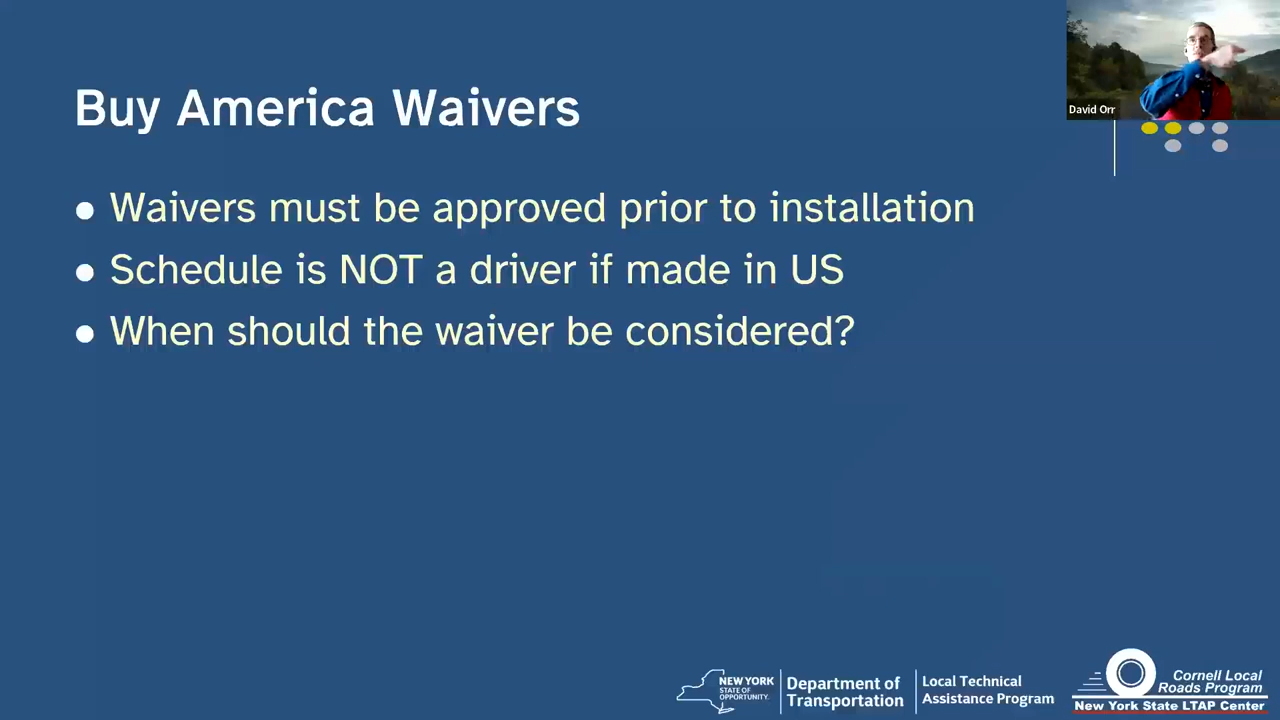 David Orr
Buy America Waivers
• Waivers must be approved prior to installation
• Schedule is NOT a driver if made in US
• When should the waiver be considered?
NEW YORK
STATE OF
OPPORTUNITY.
Department of
Transportation
Local Technical
Assistance Program
Cornell Local
Roads Program
New York State LTAP Center